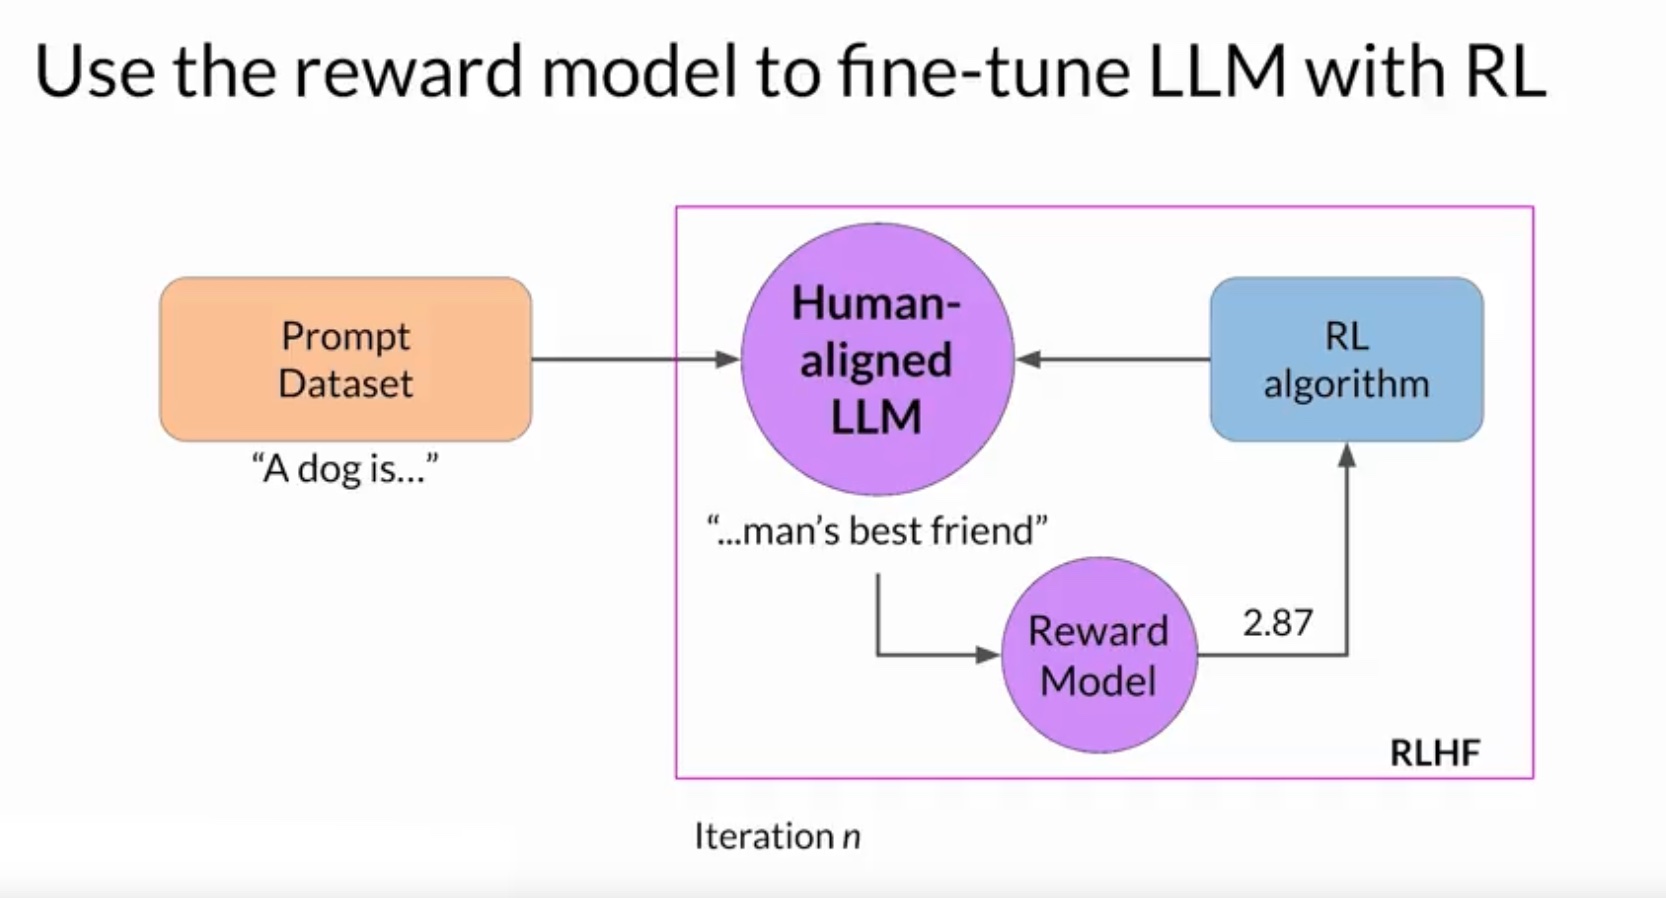 Use the reward model to fine-tune LLM with RL
Prompt
Dataset
“A dog is...”
Human-
aligned
LLM
“...man’s best friend”
RL
algorithm
Reward
Model
2.87
RLHF
Iteration n